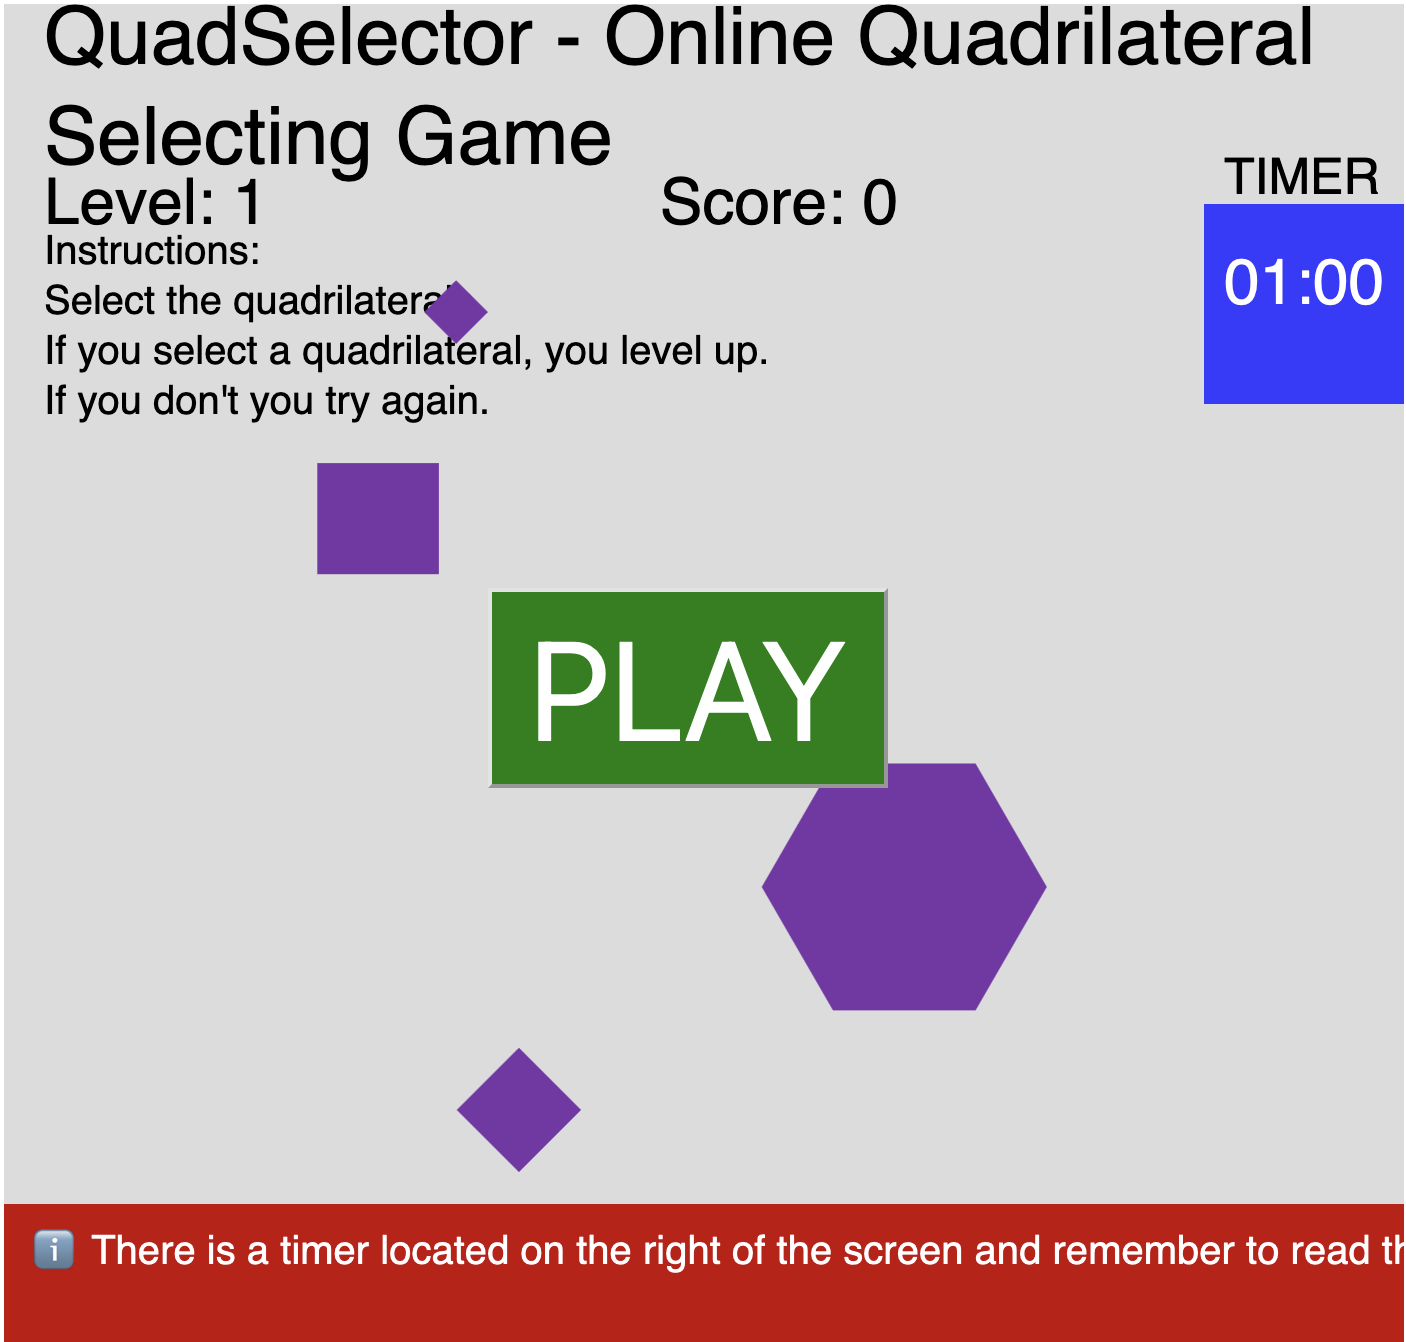 QuadSelector - Online Quadrilateral
Selecting Game
TIMER
Level: 1 Score: 0
Instructions:
01:00
Select the quadrilateral
If you select a quadrilateral, you level up.
If you don't you try again.
PLAY
ℹ️ There is a timer located on the right of the screen and remember to read